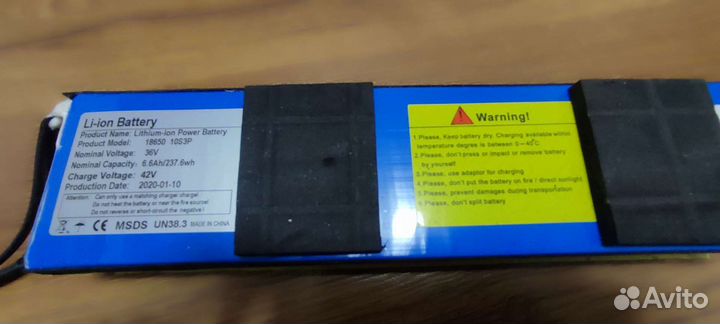 Li-ion Battery
Product Name: Lithium-ion Power Battery
Product Model: 18650 10S3P
Nominal Voltage: 36V
Nominal Capacity: 6.6Ah/237.6wh
Charge Voltage: 42V
Production Date: 2020-01-10
Attention: Can only use a matching charger charge!
Do not heat the battery or near the fire source!
Do not reverse or short-circuit the negative!
CE MSDS UN38.3 MADE IN CHINA
Warning!
1.Please, Keep battery dry. Charging available within
temperature degree is between 0—40℃
2.Please, don't press or impact or remove battery
by yourself
3.Please, use adaptor for charging
4.Please, don't put the battery on fire / direct sunlight
5.Please, prevent damages during transportation
6.Please, don't split battery
Avito